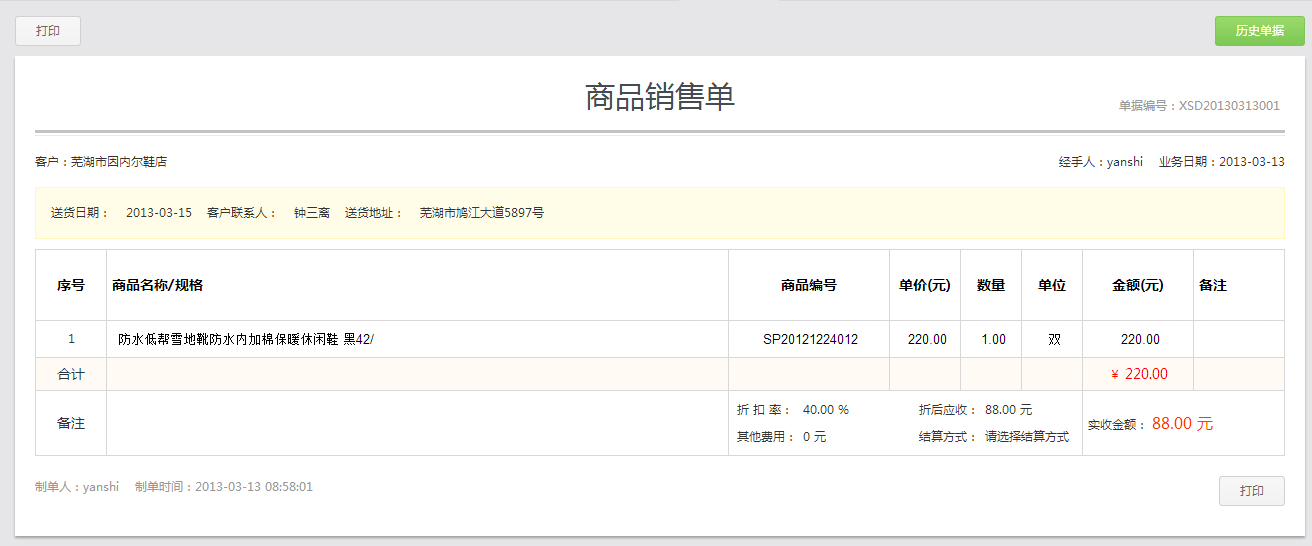 打印 历史单据
商品销售单
单据编号：XSD20130313001
客户：芜湖市因内尔鞋店 经手人：yanshi 业务日期：2013-03-13
送货日期： 2013-03-15 客户联系人： 钟三离 送货地址： 芜湖市鸠江大道5897号
序号 商品名称/规格 商品编号 单价(元) 数量 单位 金额(元) 备注
1 防水低帮雪地靴防水内加棉保暖休闲鞋 黑42/ SP20121224012 220.00 1.00 双 220.00
合计 ￥ 220.00
备注 折 扣 率： 40.00 % 折后应收： 88.00 元
其他费用： 0 元 结算方式： 请选择结算方式
实收金额： 88.00 元
制单人：yanshi 制单时间：2013-03-13 08:58:01
打印